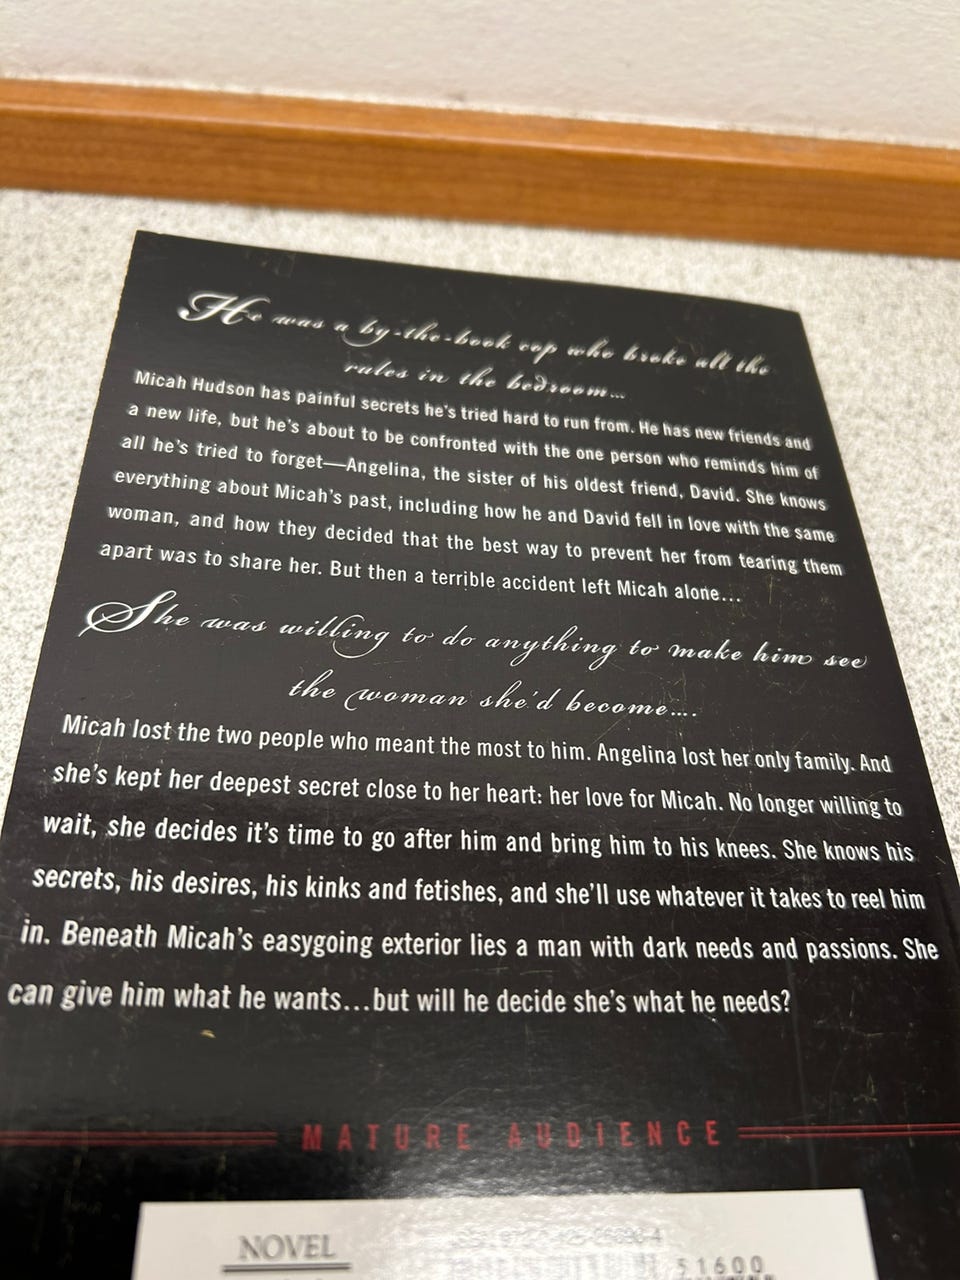 He was a by-the-book cop who broke all the
rules in the bedroom...
Micah Hudson has painful secrets he's tried hard to run from. He has new friends and
a new life, but he's about to be confronted with the one person who reminds him of
all he's tried to forget—Angelina, the sister of his oldest friend, David. She knows
everything about Micah's past, including how he and David fell in love with the same
woman, and how they decided that the best way to prevent her from tearing them
apart was to share her. But then a terrible accident left Micah alone...
She was willing to do anything to make him see
the woman she'd become....
Micah lost the two people who meant the most to him. Angelina lost her only family. And
she's kept her deepest secret close to her heart: her love for Micah. No longer willing to
wait, she decides it's time to go after him and bring him to his knees. She knows his
secrets, his desires, his kinks and fetishes, and she'll use whatever it takes to reel him
in. Beneath Micah's easygoing exterior lies a man with dark needs and passions. She
can give him what he wants...but will he decide she's what he needs?
MATURE AUDIENCE
NOVEL
51600